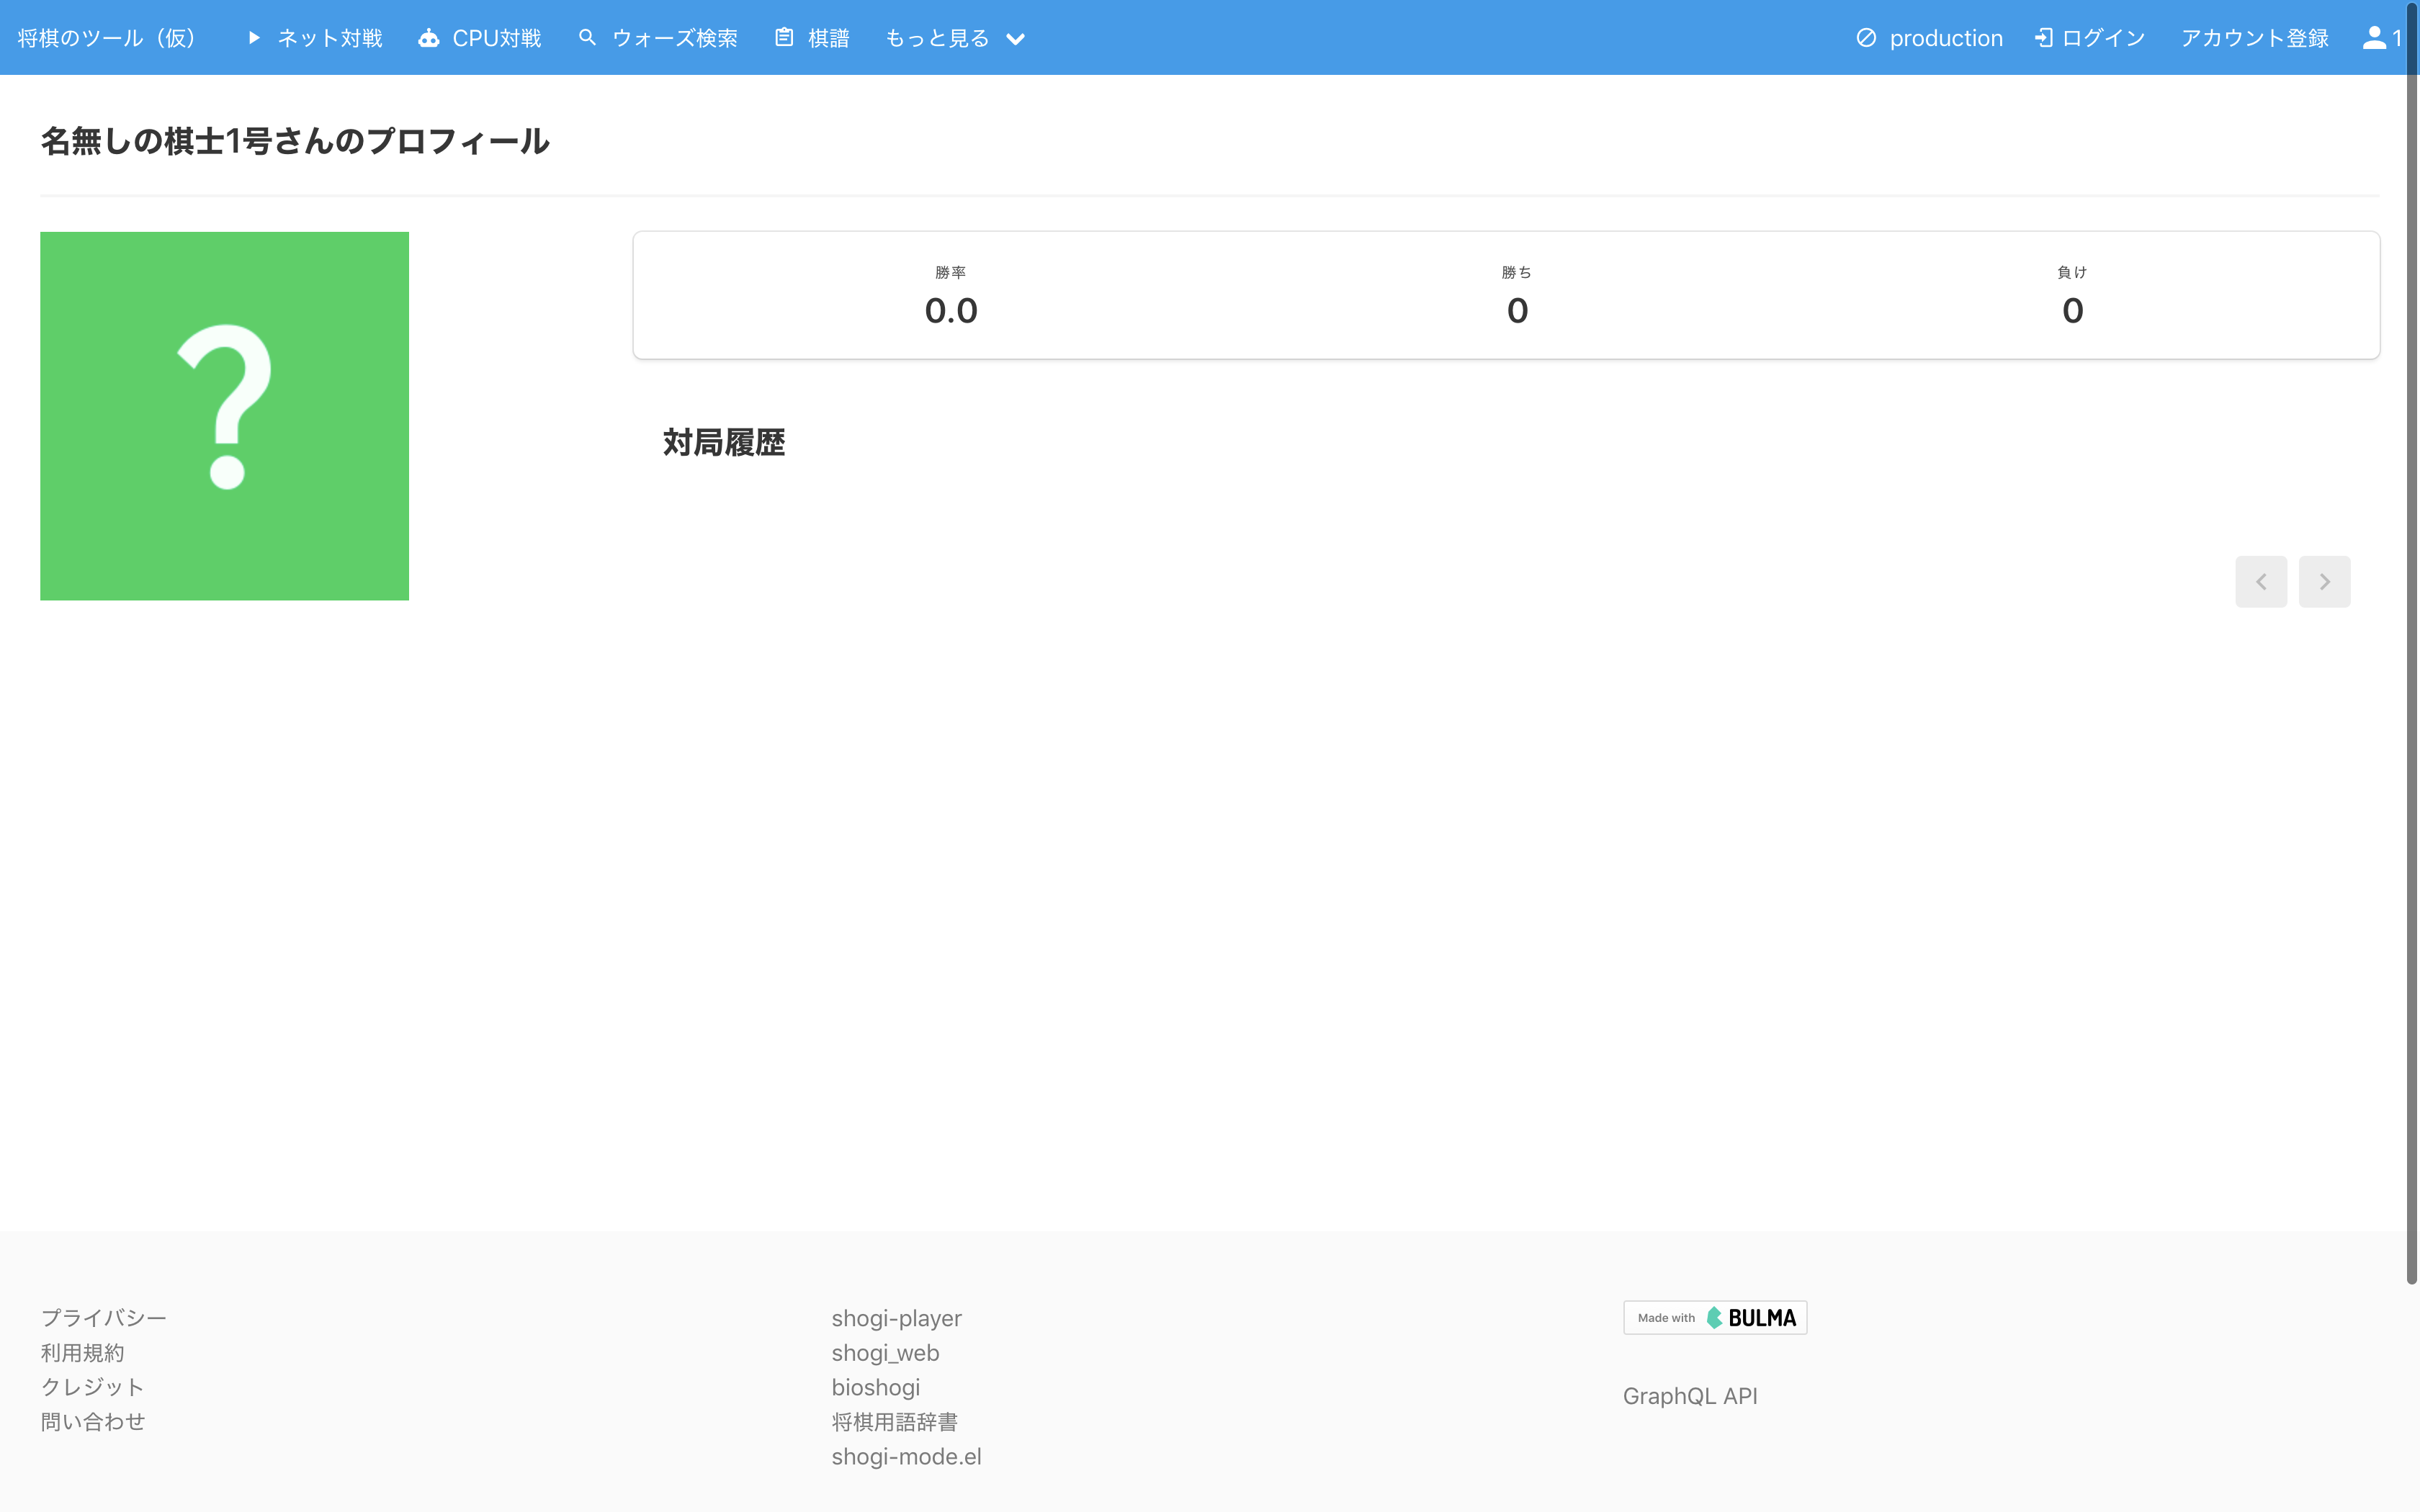 将棋のツール（仮） ネット対戦 CPU対戦 ウォーズ検索 棋譜 もっと見る production ログイン アカウント登録 1
名無しの棋士1号さんのプロフィール
?
勝率 勝ち 負け
0.0 0 0
対局履歴
プライバシー
利用規約
クレジット
問い合わせ
shogi-player
shogi_web
bioshogi
将棋用語辞書
shogi-mode.el
Made with BULMA
GraphQL API